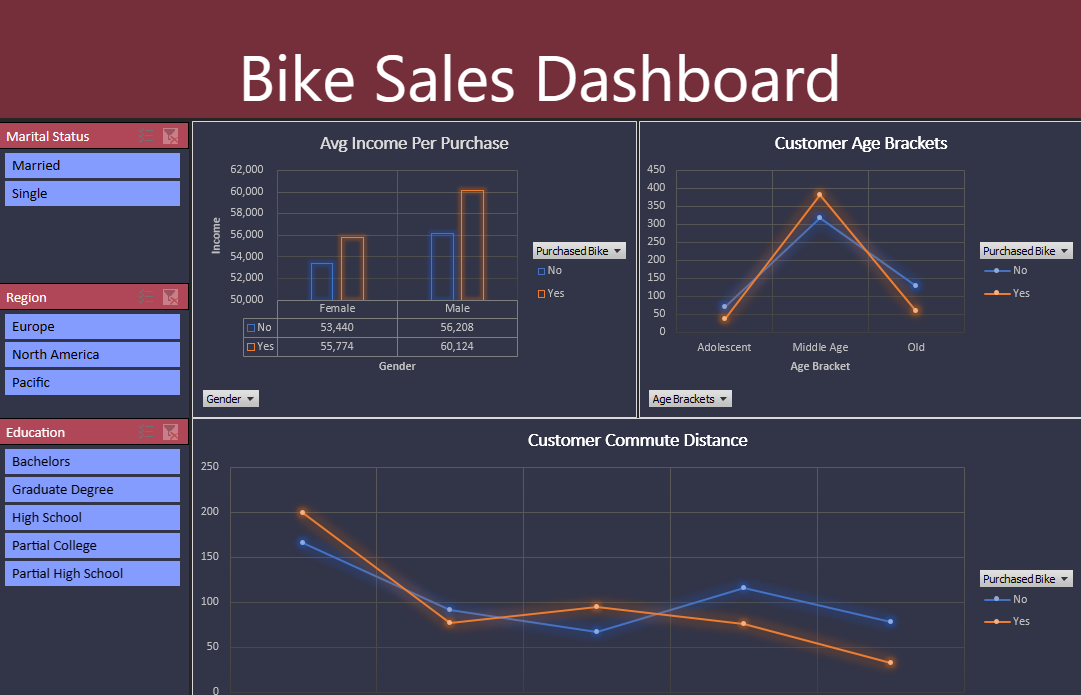 Bike Sales Dashboard
Marital Status
Married
Single
Region
Europe
North America
Pacific
Education
Bachelors
Graduate Degree
High School
Partial College
Partial High School
Avg Income Per Purchase
62,000
60,000
58,000
56,000
54,000
52,000
50,000
Income
Female Male
No 53,440 56,208
Yes 55,774 60,124
Gender
Purchased Bike
No
Yes
Gender
Customer Age Brackets
450
400
350
300
250
200
150
100
50
0
Adolescent Middle Age Old
Age Bracket
Purchased Bike
No
Yes
Age Brackets
Customer Commute Distance
250
200
150
100
50
0
Purchased Bike
No
Yes